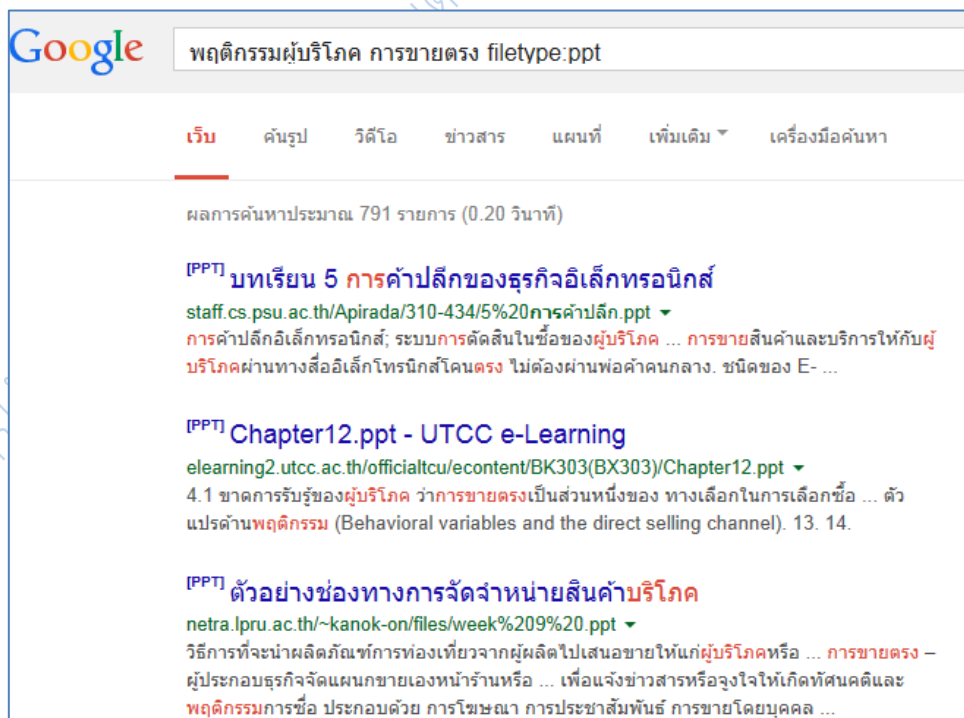 Google
พฤติกรรมผู้บริโภค การขายตรง filetype:ppt
เว็บ ค้นรูป วิดีโอ ข่าวสาร แผนที่ เพิ่มเติม เครื่องมือค้นหา
ผลการค้นหาประมาณ 791 รายการ (0.20 วินาที)
[PPT] บทเรียน 5 การค้าปลีกของธุรกิจอิเล็กทรอนิกส์
staff.cs.psu.ac.th/Apirada/310-434/5%20การค้าปลีก.ppt
การค้าปลีกอิเล็กทรอนิกส์; ระบบการตัดสินในซื้อของผู้บริโภค ... การขายสินค้าและบริการให้กับผู้
บริโภคผ่านทางสื่ออิเล็กโทรนิกส์โดนตรง ไม่ต้องผ่านพ่อค้าคนกลาง. ชนิดของ E- ...
[PPT] Chapter12.ppt - UTCC e-Learning
elearning2.utcc.ac.th/officialtcu/econtent/BK303(BX303)/Chapter12.ppt
4.1 ขาดการรับรู้ของผู้บริโภค ว่าการขายตรงเป็นส่วนหนึ่งของ ทางเลือกในการเลือกซื้อ ... ตัว
แปรด้านพฤติกรรม (Behavioral variables and the direct selling channel). 13. 14.
[PPT] ตัวอย่างช่องทางการจัดจำหน่ายสินค้าบริโภค
netra.lpru.ac.th/~kanok-on/files/week%209%20.ppt
วิธีการที่จะนำผลิตภัณฑ์การท่องเที่ยวจากผู้ผลิตไปเสนอขายให้แก่ผู้บริโภคหรือ ... การขายตรง –
ผู้ประกอบธุรกิจจัดแผนกขายเองหน้าร้านหรือ ... เพื่อแจ้งข่าวสารหรือจูงใจให้เกิดทัศนคติและ
พฤติกรรมการซื้อ ประกอบด้วย การโฆษณา การประชาสัมพันธ์ การขายโดยบุคคล ...